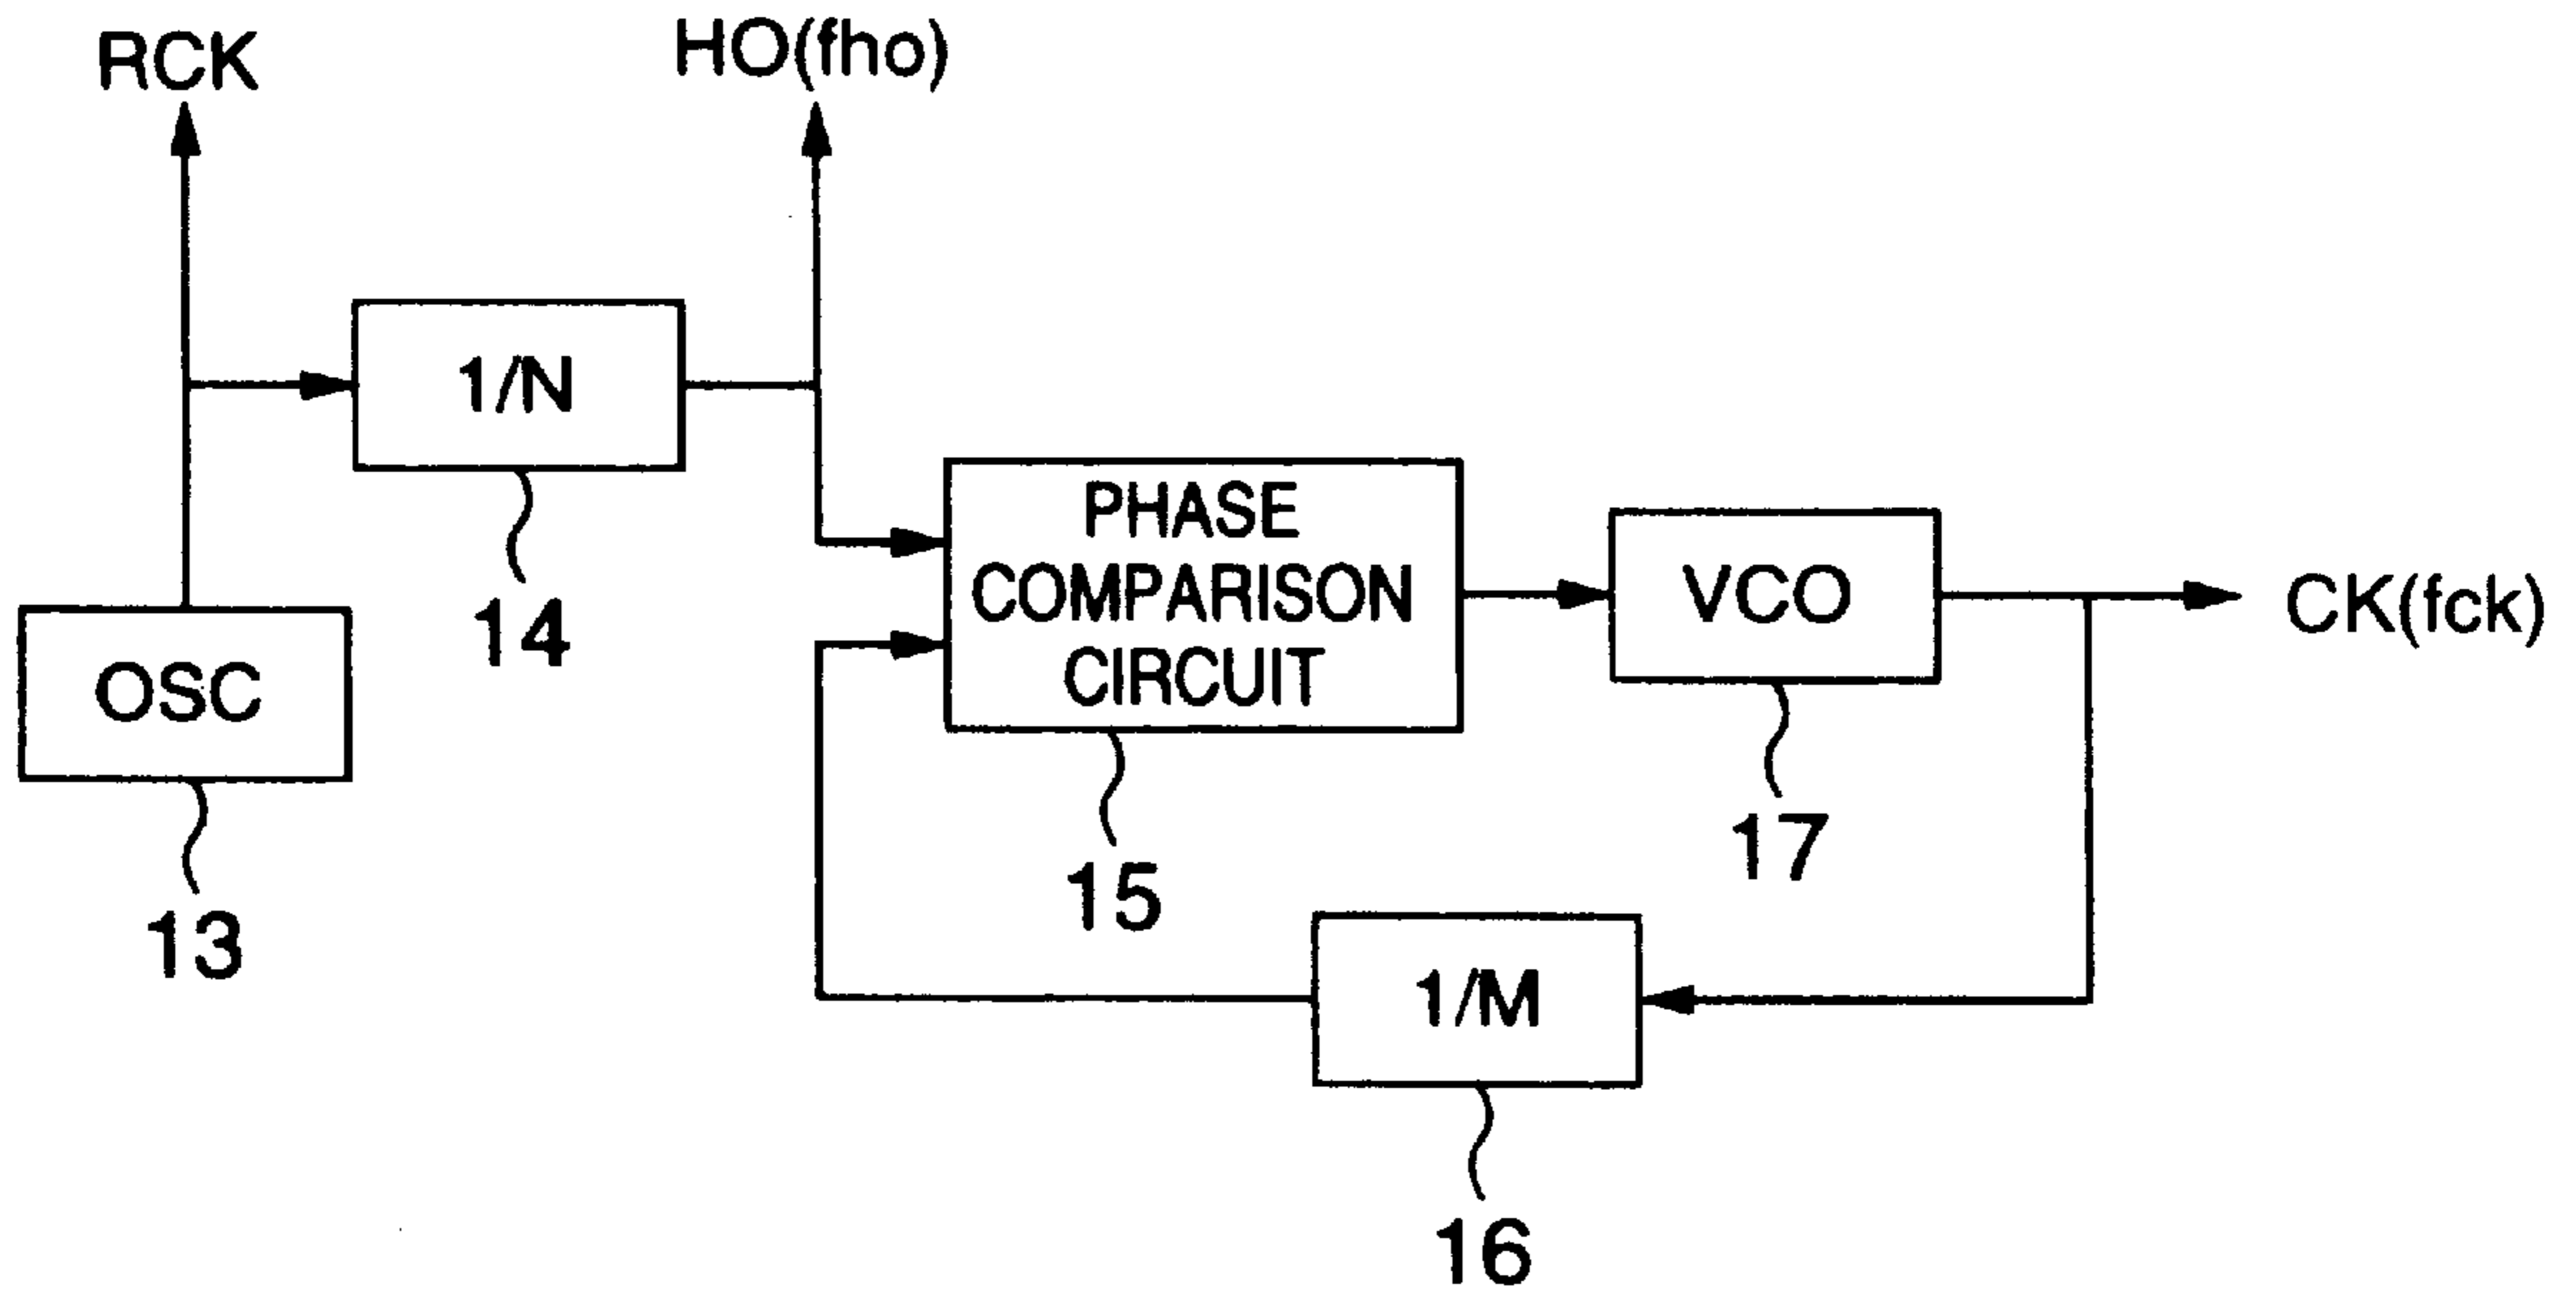 RCK
HO(fho)
1/N
14
OSC
13
PHASE
COMPARISON
CIRCUIT
15
VCO
17
CK(fck)
1/M
16